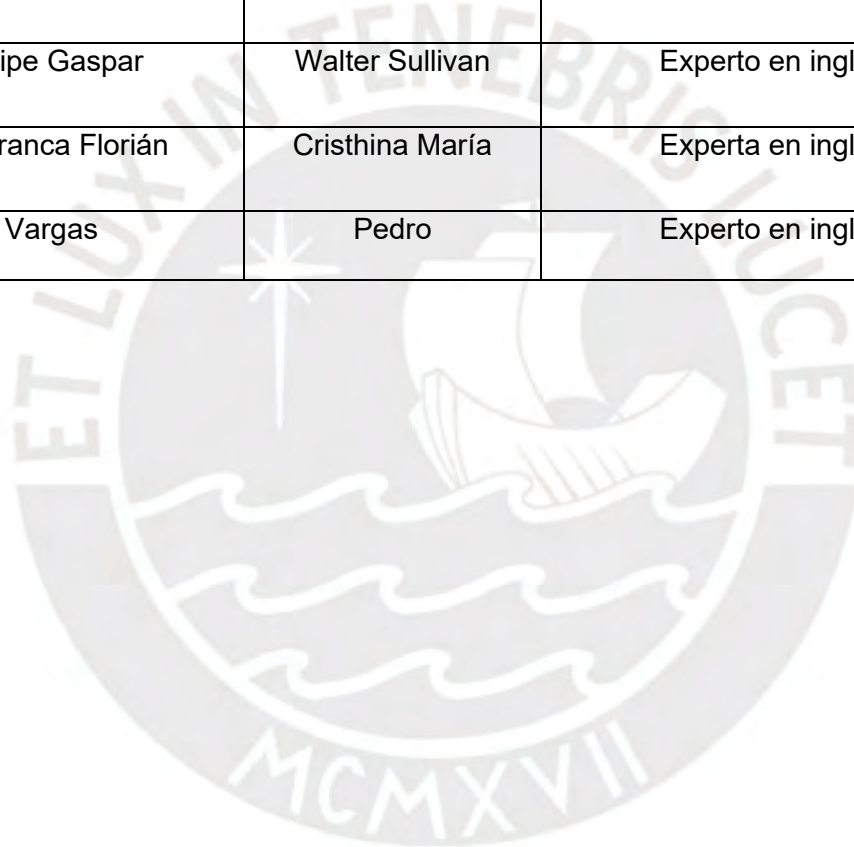 ipe Gaspar Walter Sullivan Experto en ingl
ranca Florián Cristhina María Experta en ingl
Vargas Pedro Experto en ingl
ET LUX IN TENEBRIS LUCET
MCMXVII